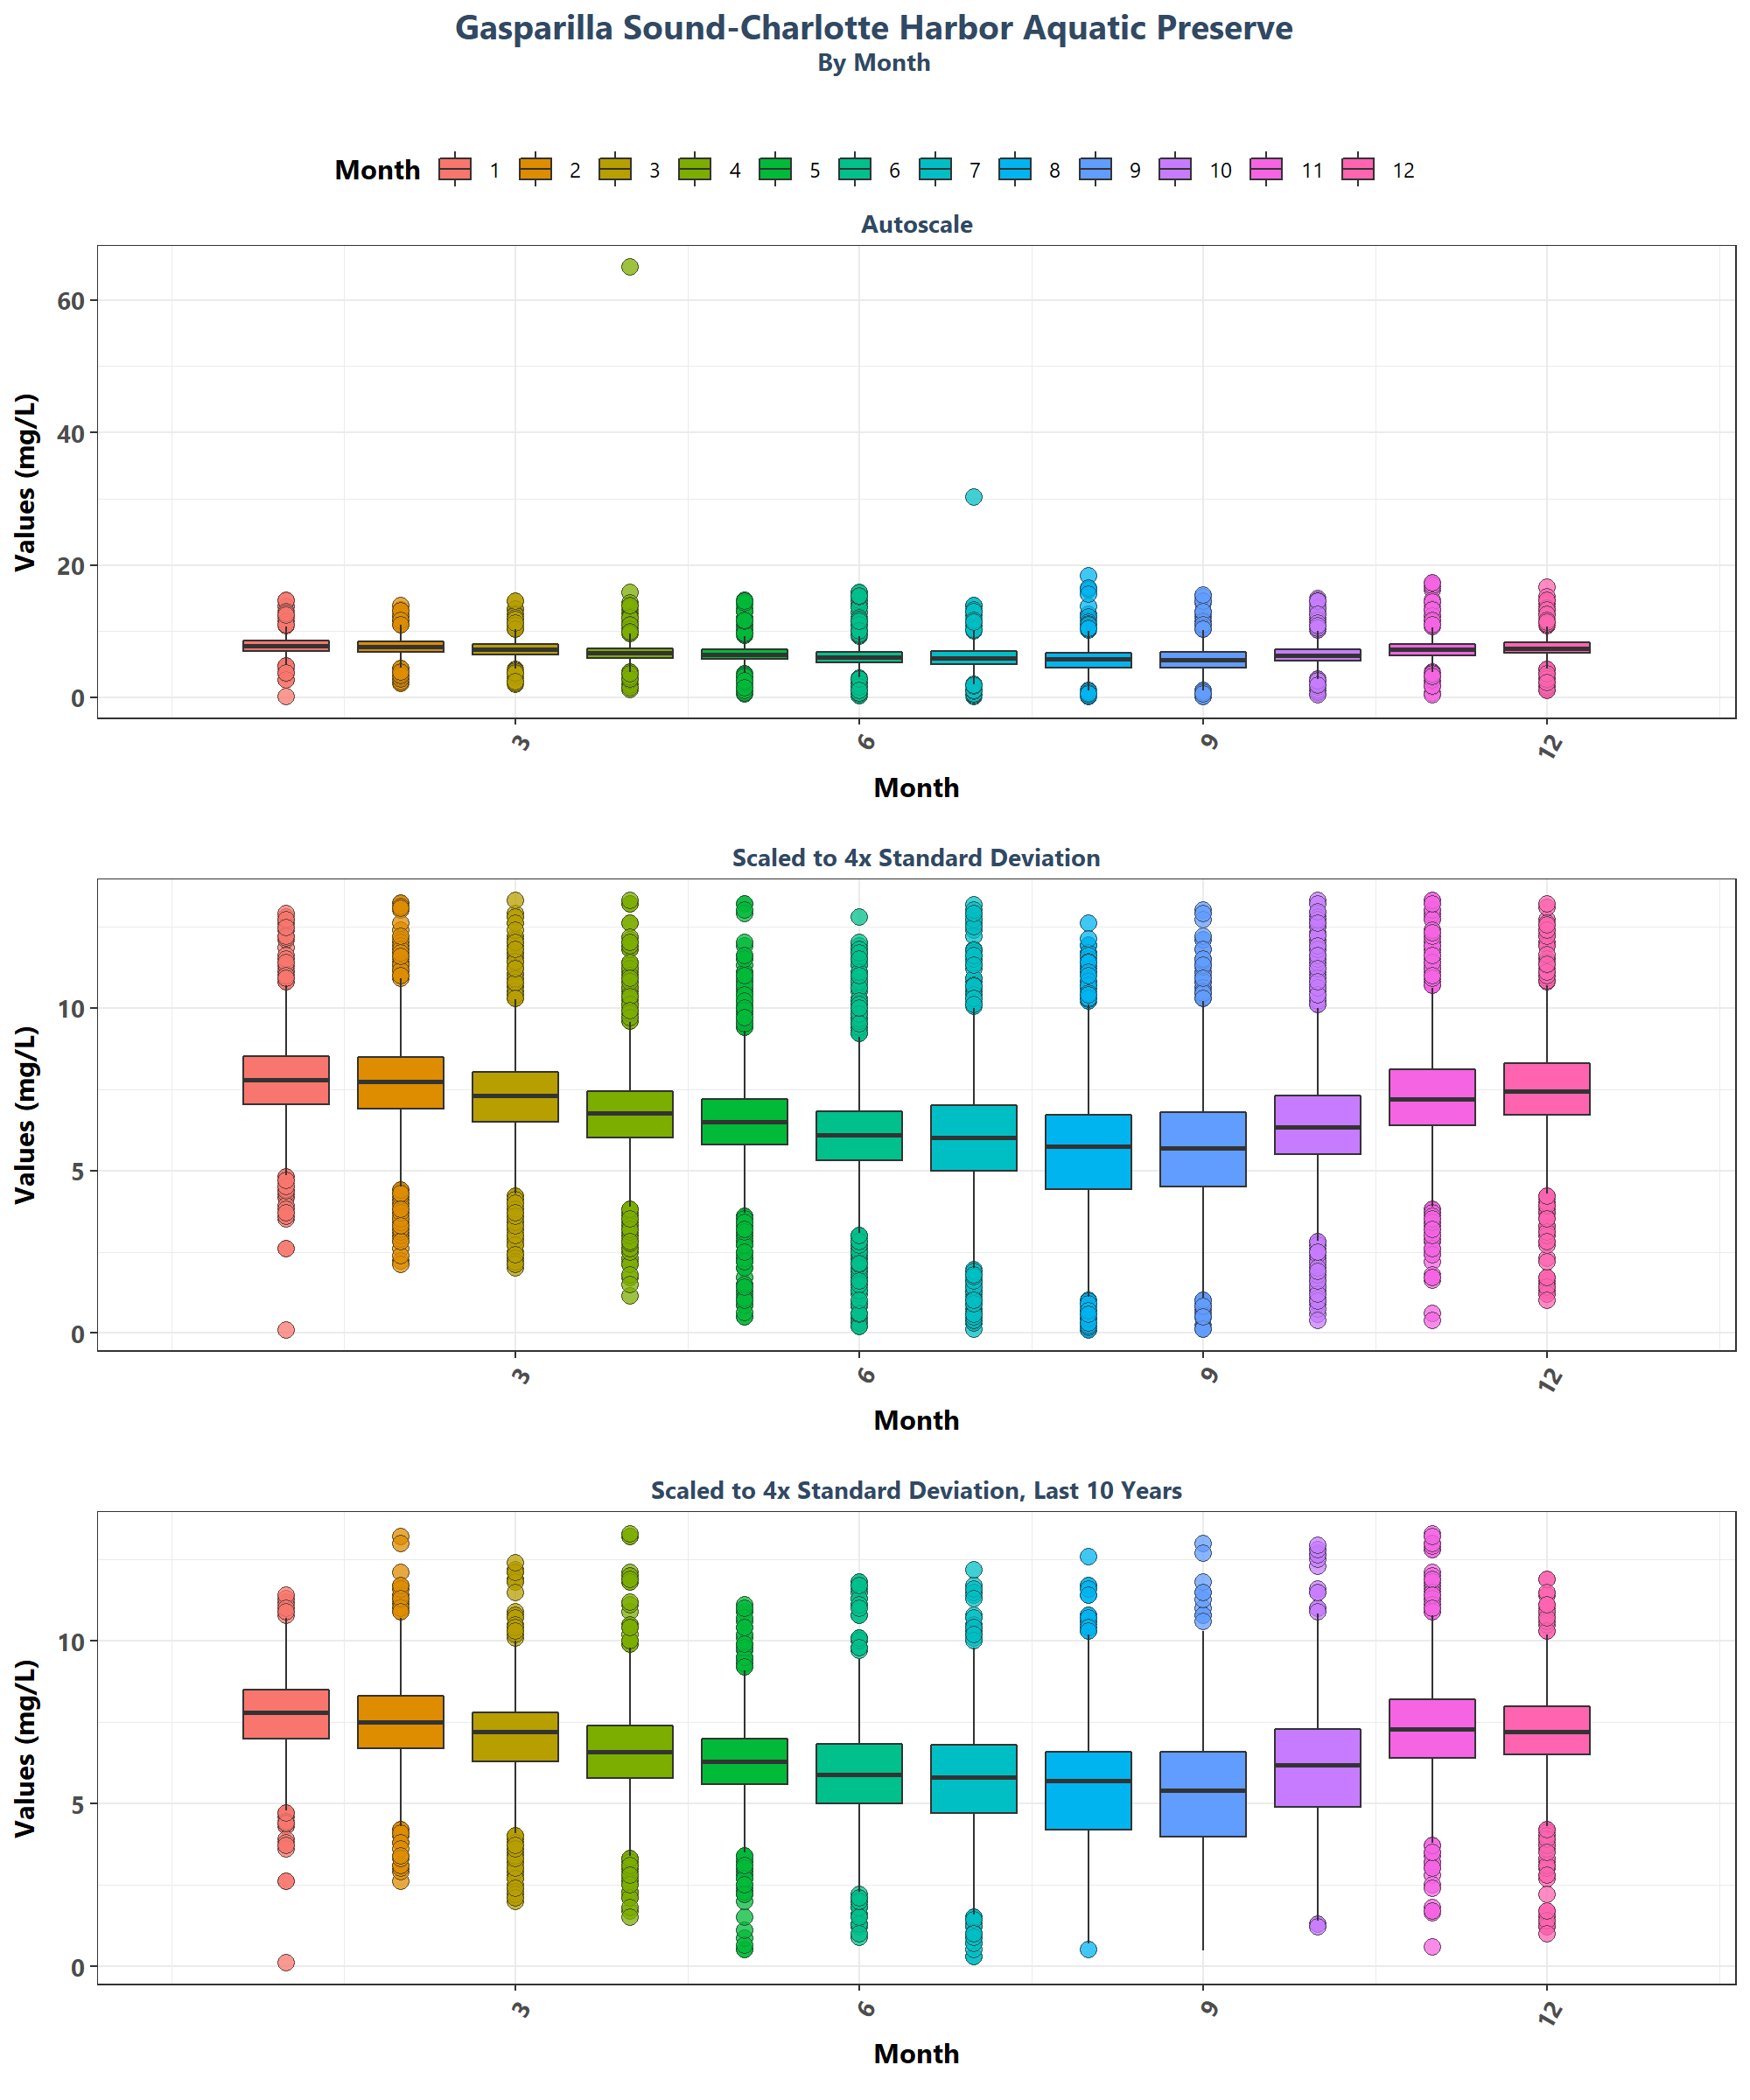 Gasparilla Sound-Charlotte Harbor Aquatic Preserve
By Month
Month 1 2 3 4 5 6 7 8 9 10 11 12
Autoscale
Values (mg/L)
60
40
20
0
3 6 9 12
Month
Scaled to 4x Standard Deviation
Values (mg/L)
10
5
0
3 6 9 12
Month
Scaled to 4x Standard Deviation, Last 10 Years
Values (mg/L)
10
5
0
3 6 9 12
Month